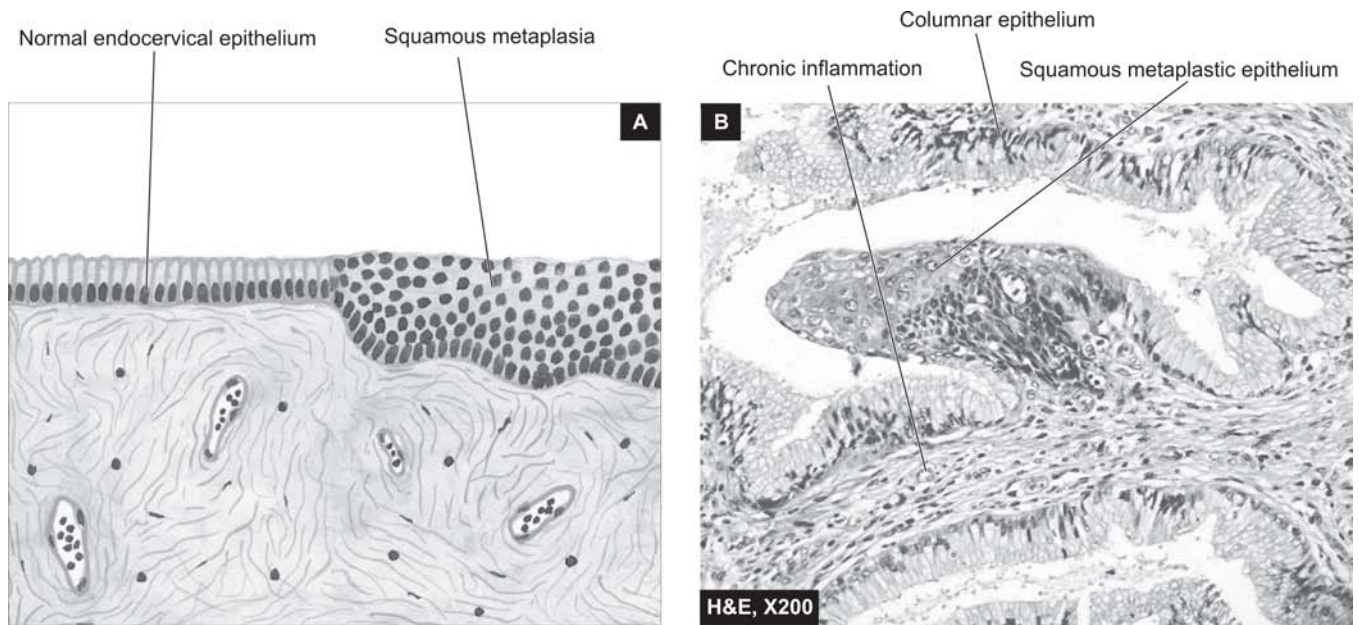 Normal endocervical epithelium
Squamous metaplasia
A
Columnar epithelium
Chronic inflammation
Squamous metaplastic epithelium
B
H&E, X200